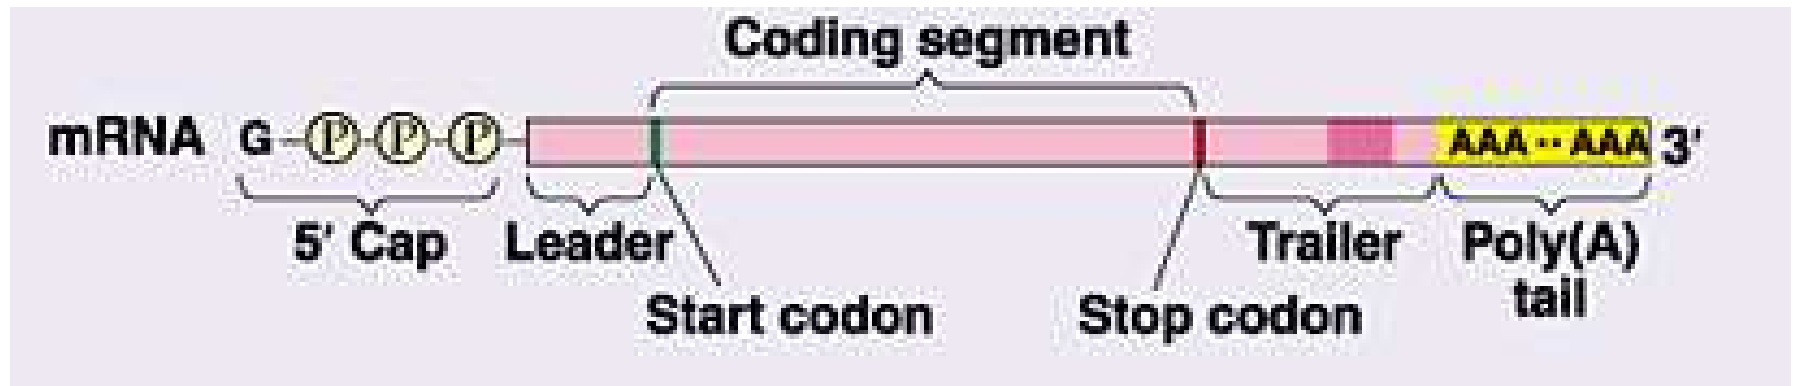 Coding segment
mRNA G P P P AAA ·· AAA 3'
5' Cap Leader Trailer Poly(A)
tail
Start codon Stop codon